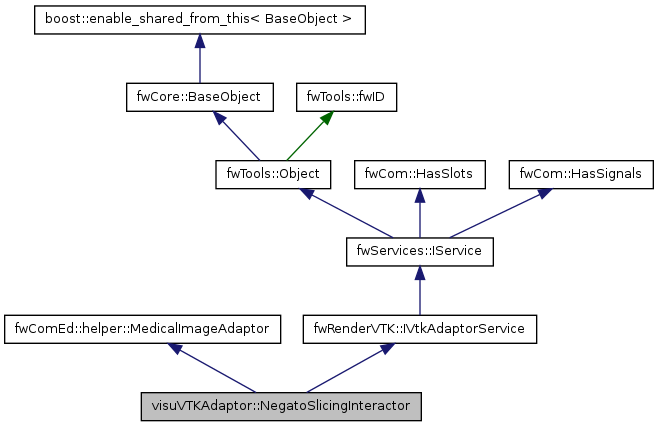 boost::enable_shared_from_this< BaseObject >
fwCore::BaseObject
fwTools::fwID
fwTools::Object
fwCom::HasSlots
fwCom::HasSignals
fwServices::IService
fwComEd::helper::MedicalImageAdaptor
fwRenderVTK::IVtkAdaptorService
visuVTKAdaptor::NegatoSlicingInteractor